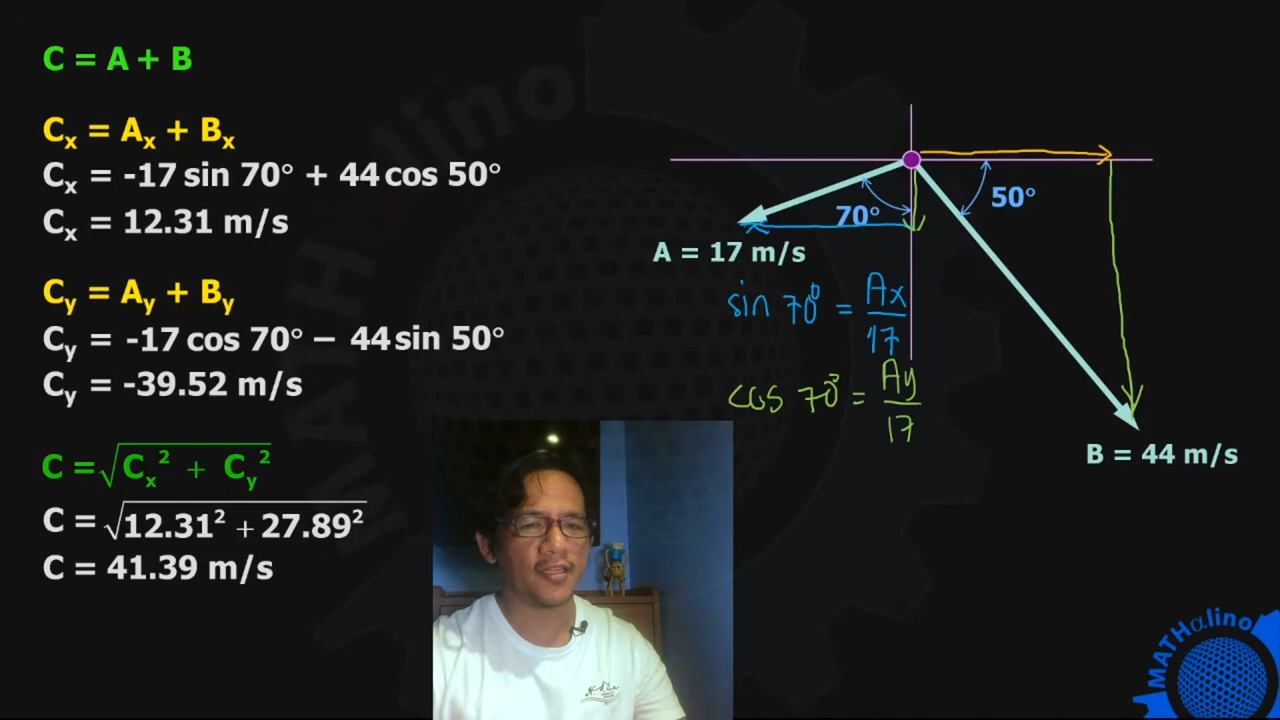 C = A + B
Cₓ = Aₓ + Bₓ
Cₓ = -17 sin 70° + 44 cos 50°
Cₓ = 12.31 m/s
Cy = Ay + By
Cy = -17 cos 70° − 44 sin 50°
Cy = -39.52 m/s
C = √(Cₓ² + Cy²)
C = √(12.31² + 27.89²)
C = 41.39 m/s
70°
50°
A = 17 m/s
sin 70° = Ax/17
cos 70° = Ay/17
B = 44 m/s
MATHalino
MATHαlino